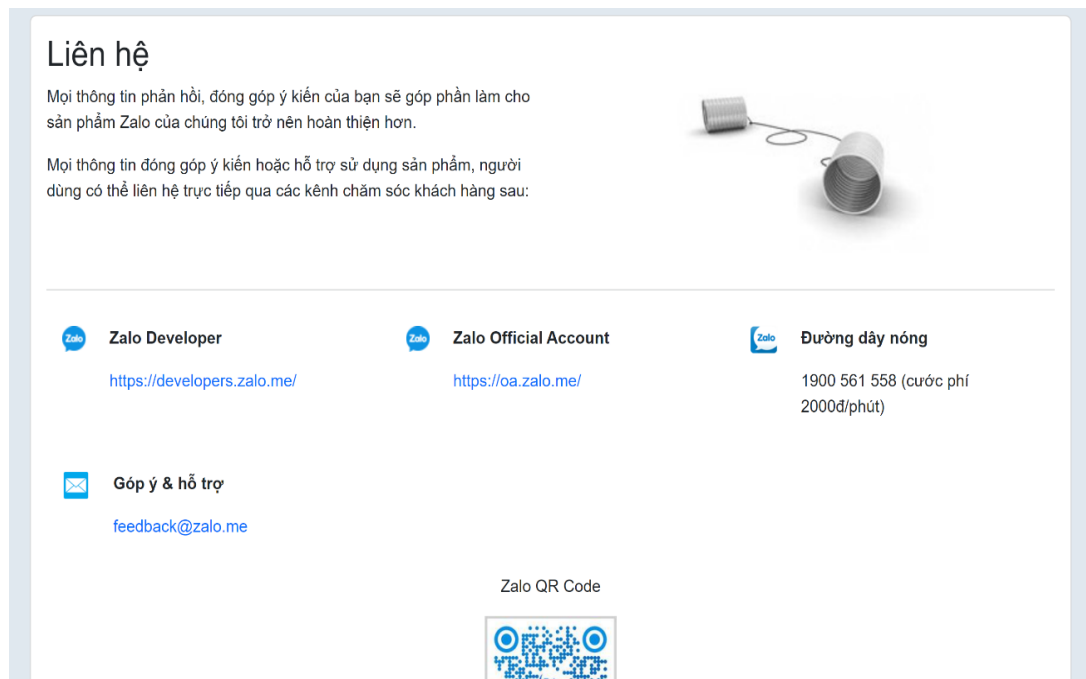 Liên hệ
Mọi thông tin phản hồi, đóng góp ý kiến của bạn sẽ góp phần làm cho
sản phẩm Zalo của chúng tôi trở nên hoàn thiện hơn.
Mọi thông tin đóng góp ý kiến hoặc hỗ trợ sử dụng sản phẩm, người
dùng có thể liên hệ trực tiếp qua các kênh chăm sóc khách hàng sau:
Zalo
Zalo Developer
https://developers.zalo.me/
Zalo
Zalo Official Account
https://oa.zalo.me/
Zalo
Đường dây nóng
1900 561 558 (cước phí
2000đ/phút)
Góp ý & hỗ trợ
feedback@zalo.me
Zalo QR Code